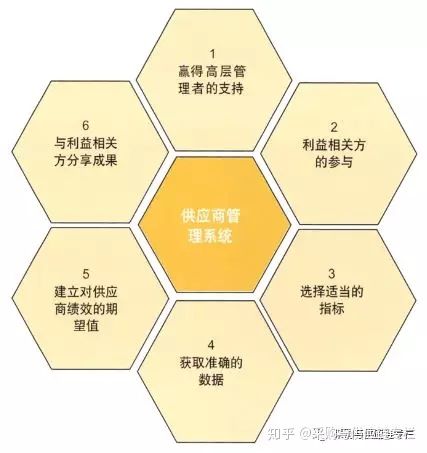 1
赢得高层管
理者的支持
2
利益相关方
的参与
3
选择适当的
指标
4
获取准确的
数据
5
建立对供应
商绩效的期
望值
6
与利益相关
方分享成果
供应商管
理系统
知乎